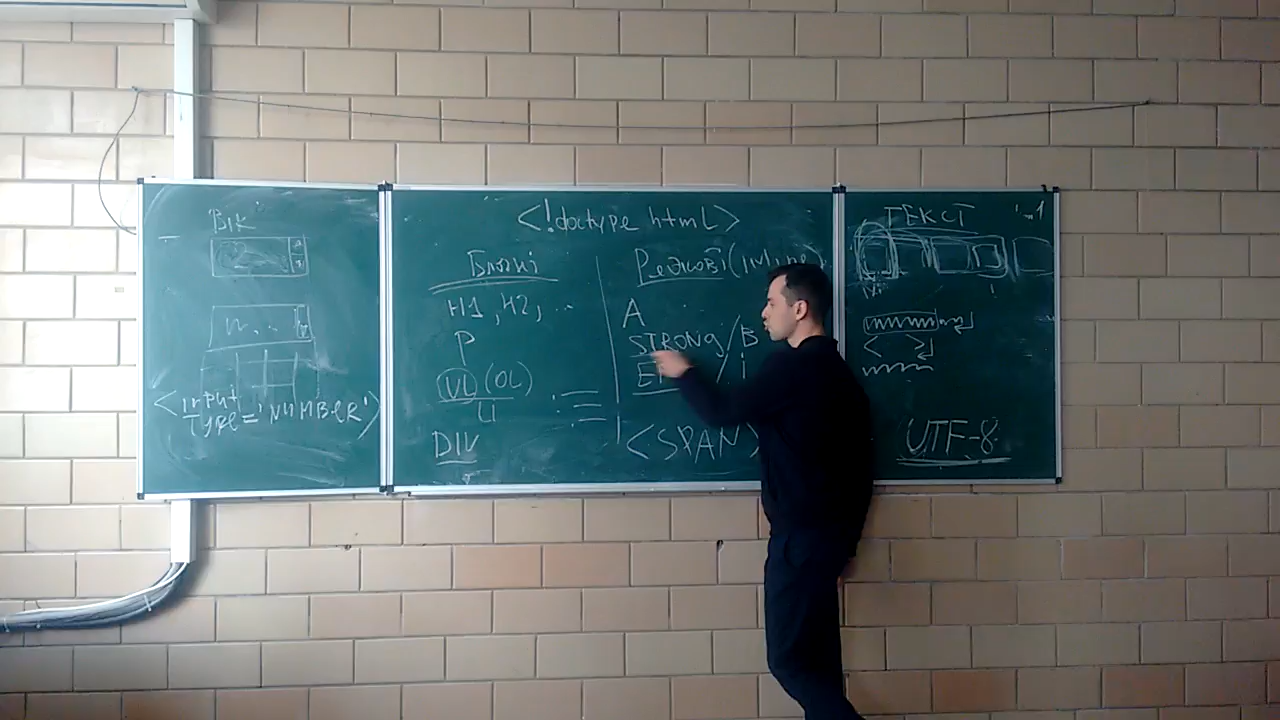 Вік
<input
TYPE='NUMBER'>
<!doctype html>
Блочні
H1, H2, ...
P
UL (OL)
LI
DIV
Рядкові (inline)
A
STRONG / B
/ i
<SPAN>
ТЕКСТ
UTF-8